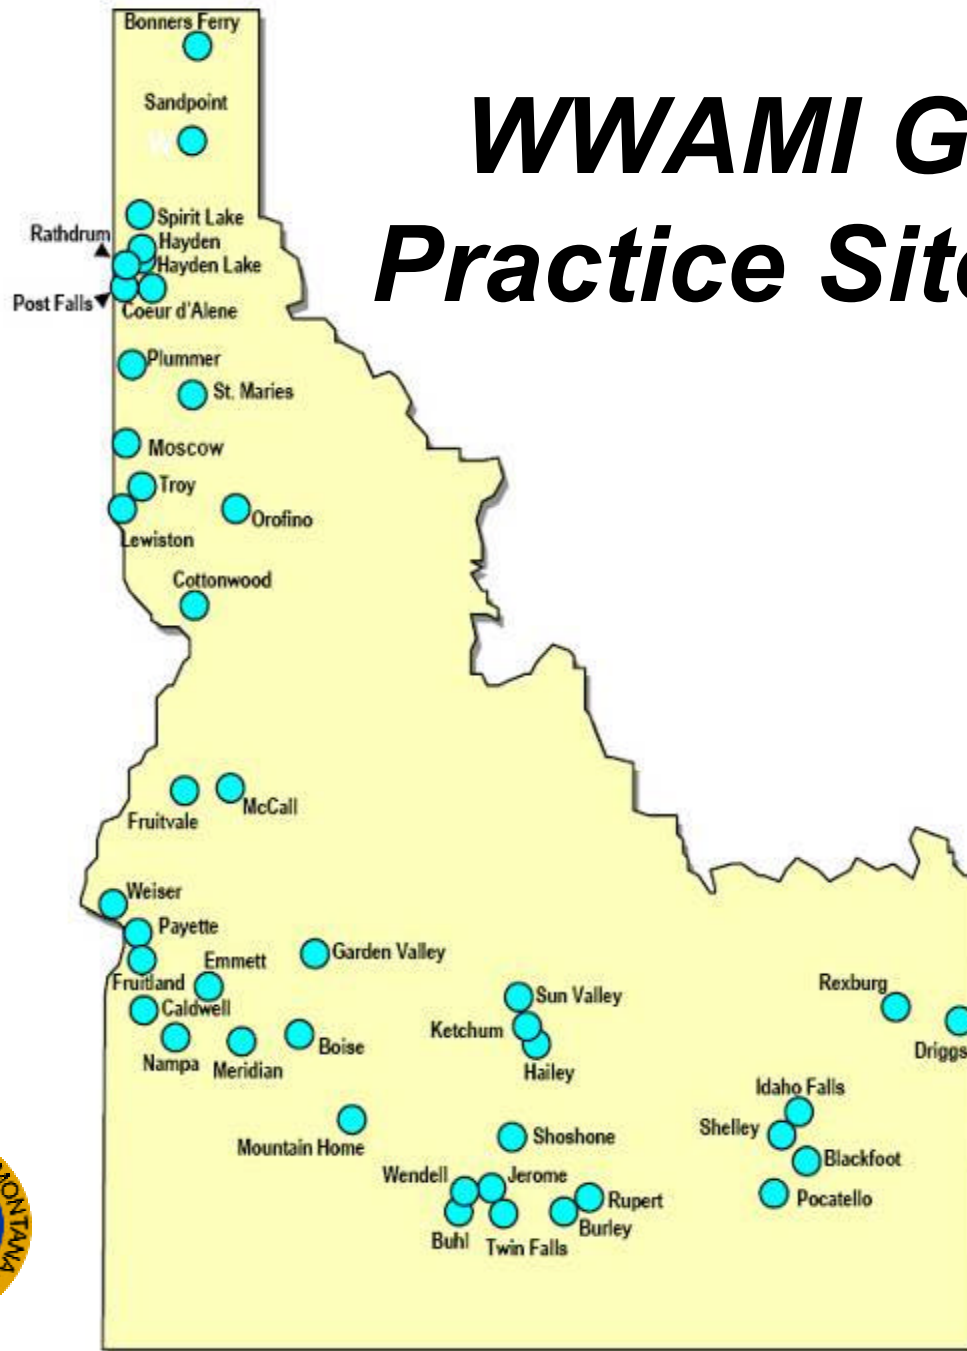 Bonners Ferry
WWAMI G
Sandpoint
Practice Site
Spirit Lake
Rathdrum
Hayden
Hayden Lake
Post Falls
Coeur d'Alene
Plummer
St. Maries
Moscow
Troy
Orofino
Lewiston
Cottonwood
McCall
Fruitvale
Weiser
Payette
Garden Valley
Emmett
Fruitland
Sun Valley
Rexburg
Caldwell
Ketchum
Boise
Driggs
Nampa
Meridian
Hailey
Idaho Falls
Shelley
Shoshone
Mountain Home
Blackfoot
Wendell
Jerome
Rupert
Pocatello
Burley
Buhl
Twin Falls
MONTANA